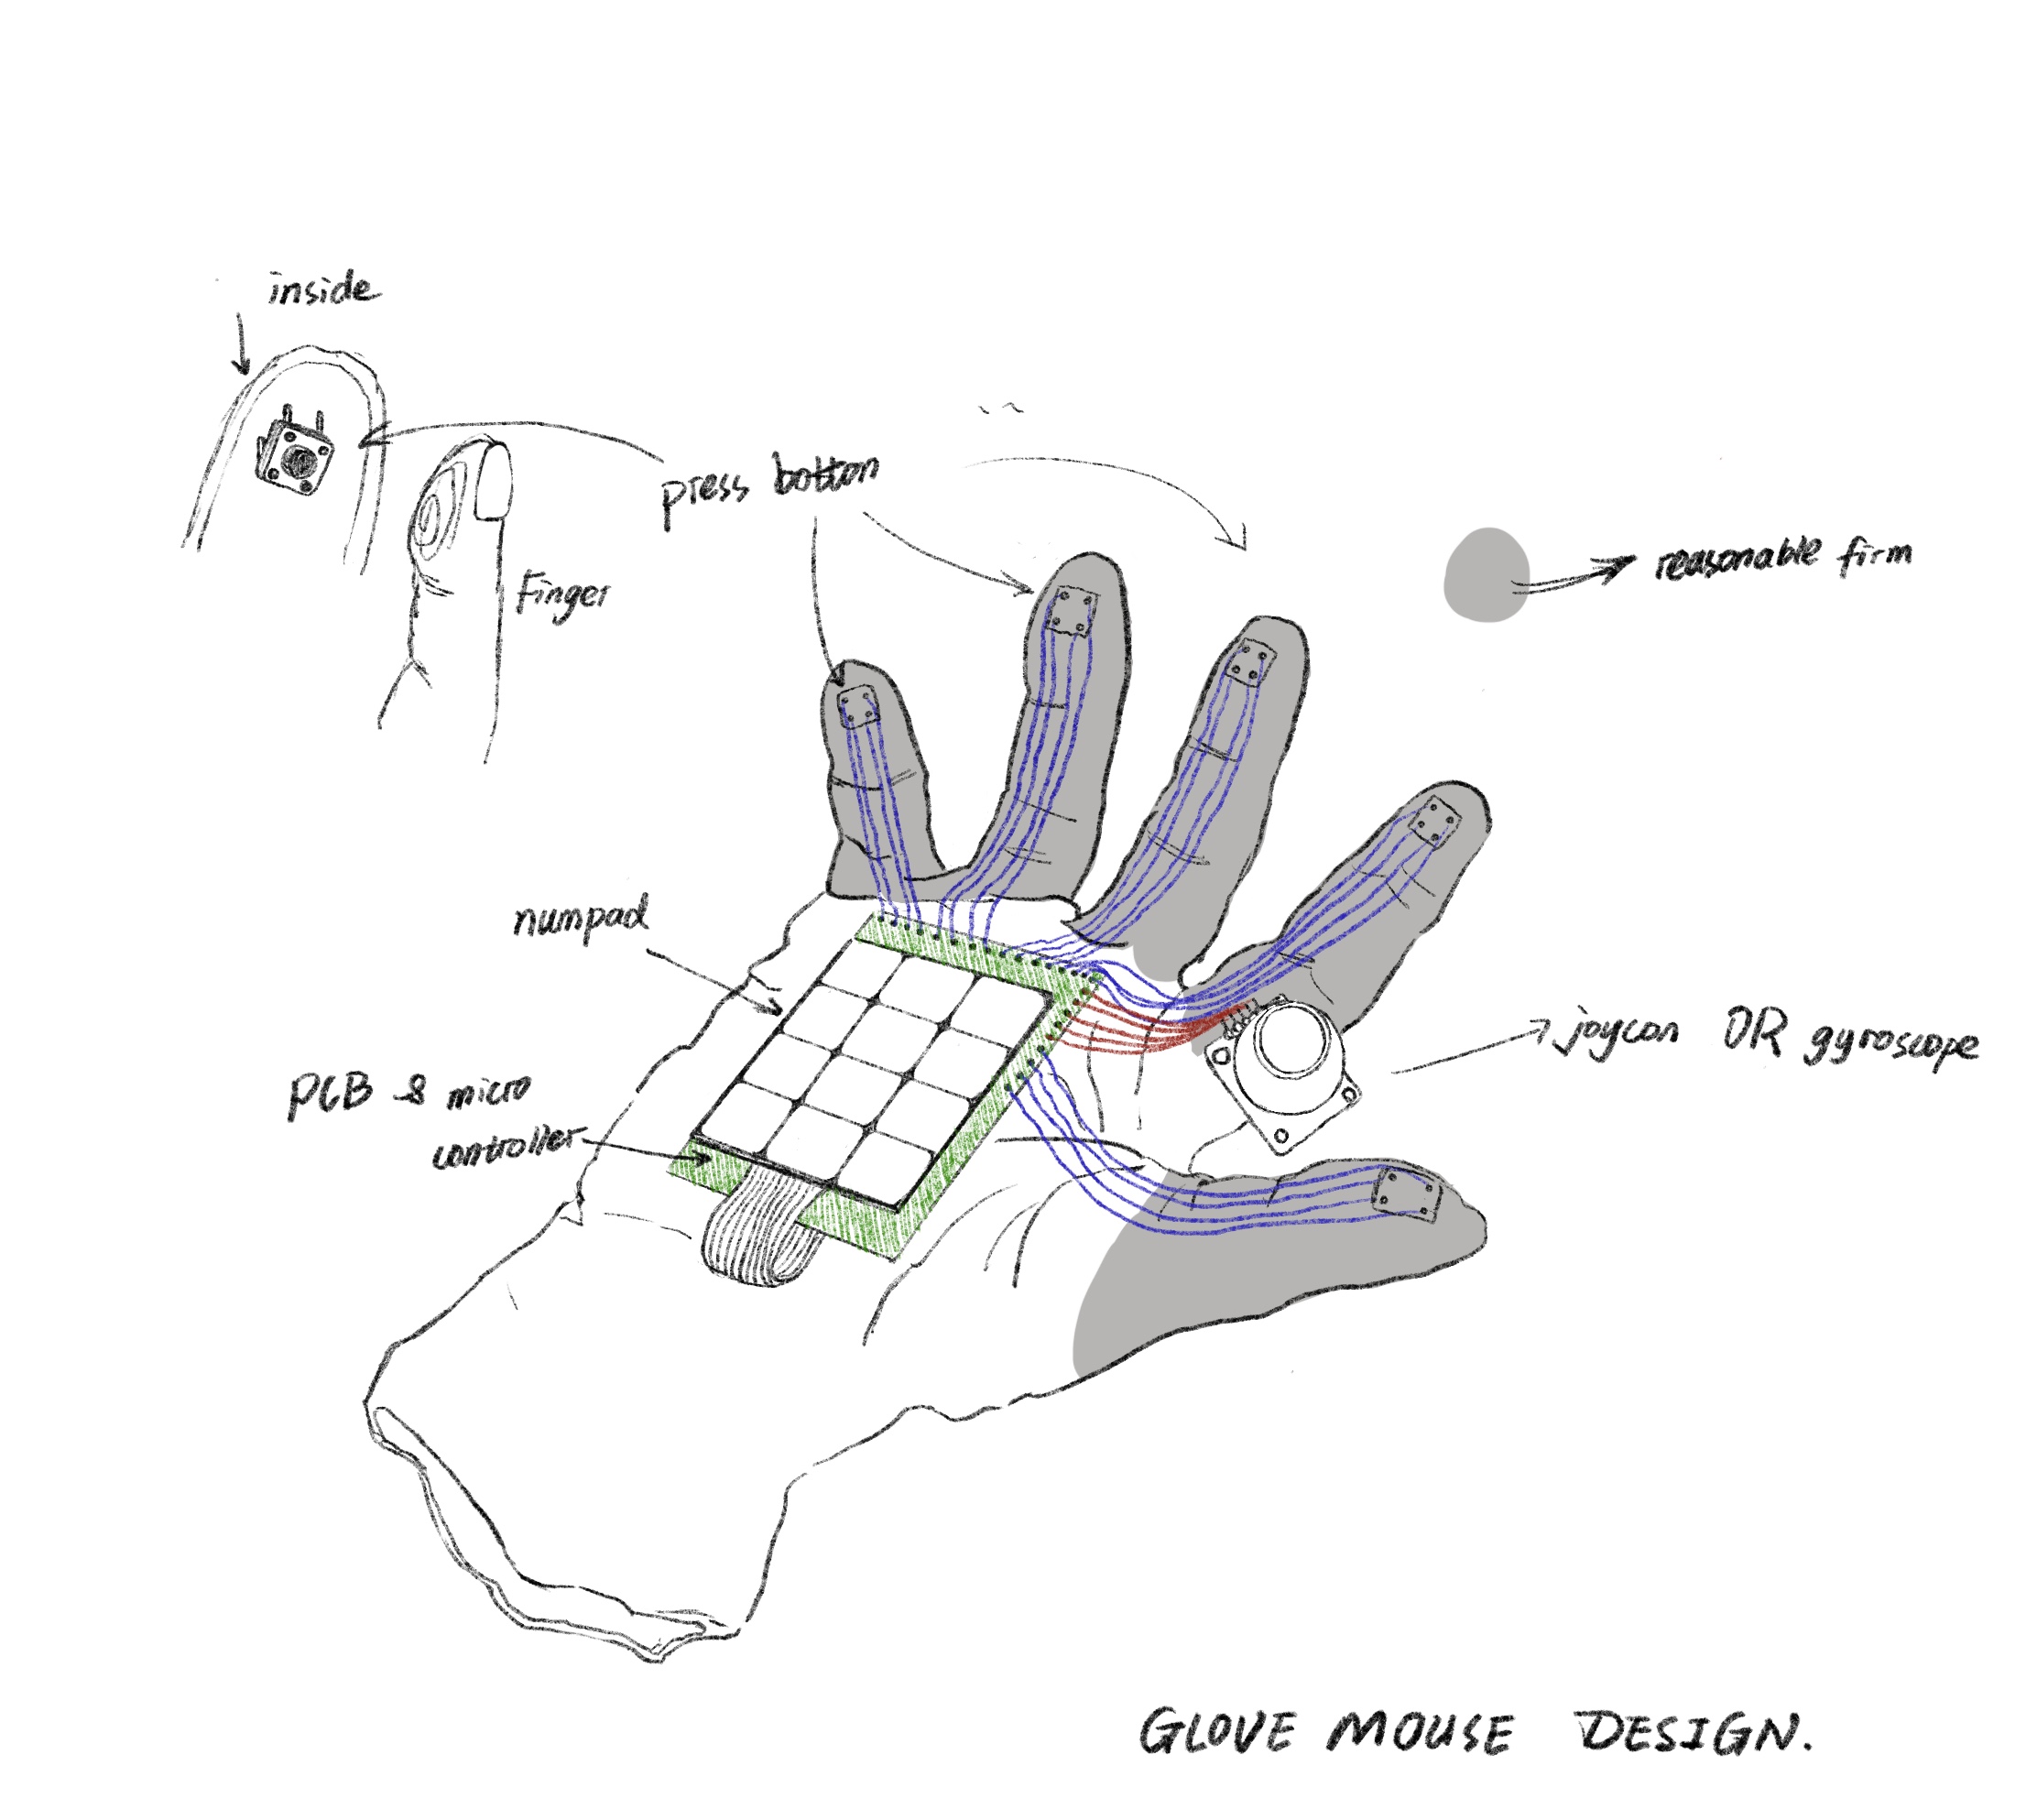 inside
press botton
Finger
reasonable firm
numpad
joycon OR gyroscope
PCB & micro
controller
GLOVE MOUSE DESIGN.